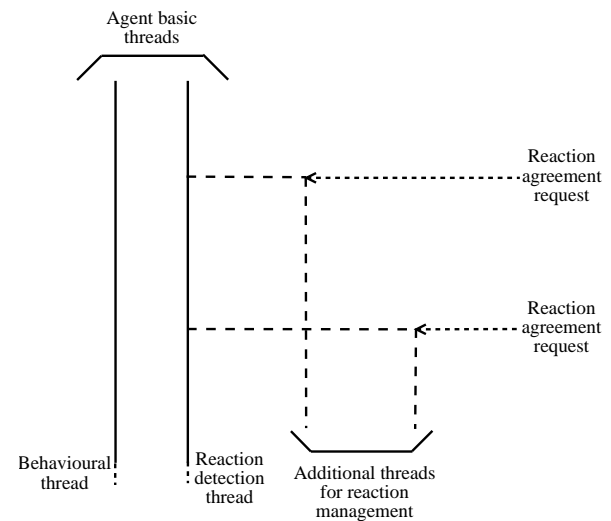 Agent basic
threads
Reaction
agreement
request
Reaction
agreement
request
Behavioural
thread
Reaction
detection
thread
Additional threads
for reaction
management